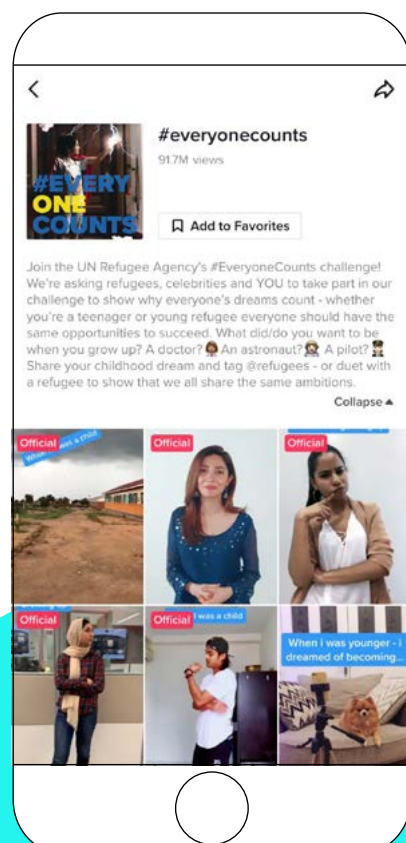 #everyonecounts
91.7M views
#EVERY
ONE
COUNTS
Add to Favorites
Join the UN Refugee Agency's #EveryoneCounts challenge!
We're asking refugees, celebrities and YOU to take part in our
challenge to show why everyone's dreams count - whether
you're a teenager or young refugee everyone should have the
same opportunities to succeed. What did/do you want to be
when you grow up? A doctor?👩🏽‍⚕️ An astronaut?👩🏼‍🚀 A pilot?👨🏽‍✈️
Share your childhood dream and tag @refugees - or duet with
a refugee to show that we all share the same ambitions.
Collapse
Official
When I was a child
Official
Official
Official
Official
I was a child
When i was younger - i
dreamed of becoming...